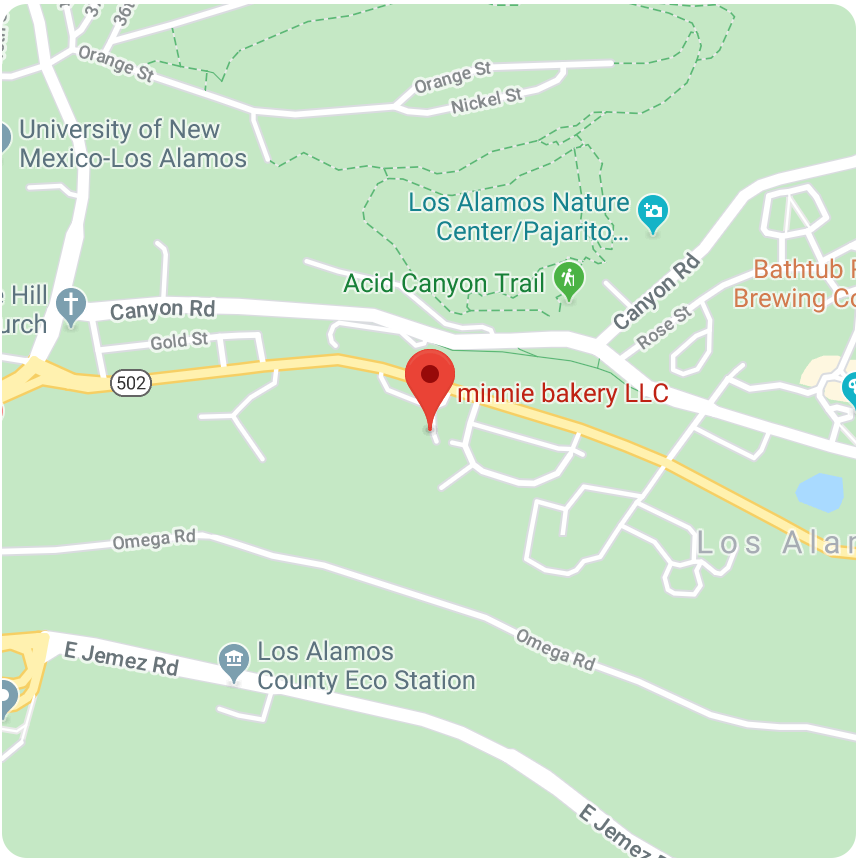 Orange St
Orange St
Nickel St
University of New
Mexico-Los Alamos
Los Alamos Nature
Center/Pajarito...
Acid Canyon Trail
Canyon Rd
Bathtub
Brewing Co
Rose St
Hill
Canyon Rd
Gold St
502
minnie bakery LLC
Los Alar
Omega Rd
Omega Rd
E Jemez Rd
Los Alamos
County Eco Station
E Jemez